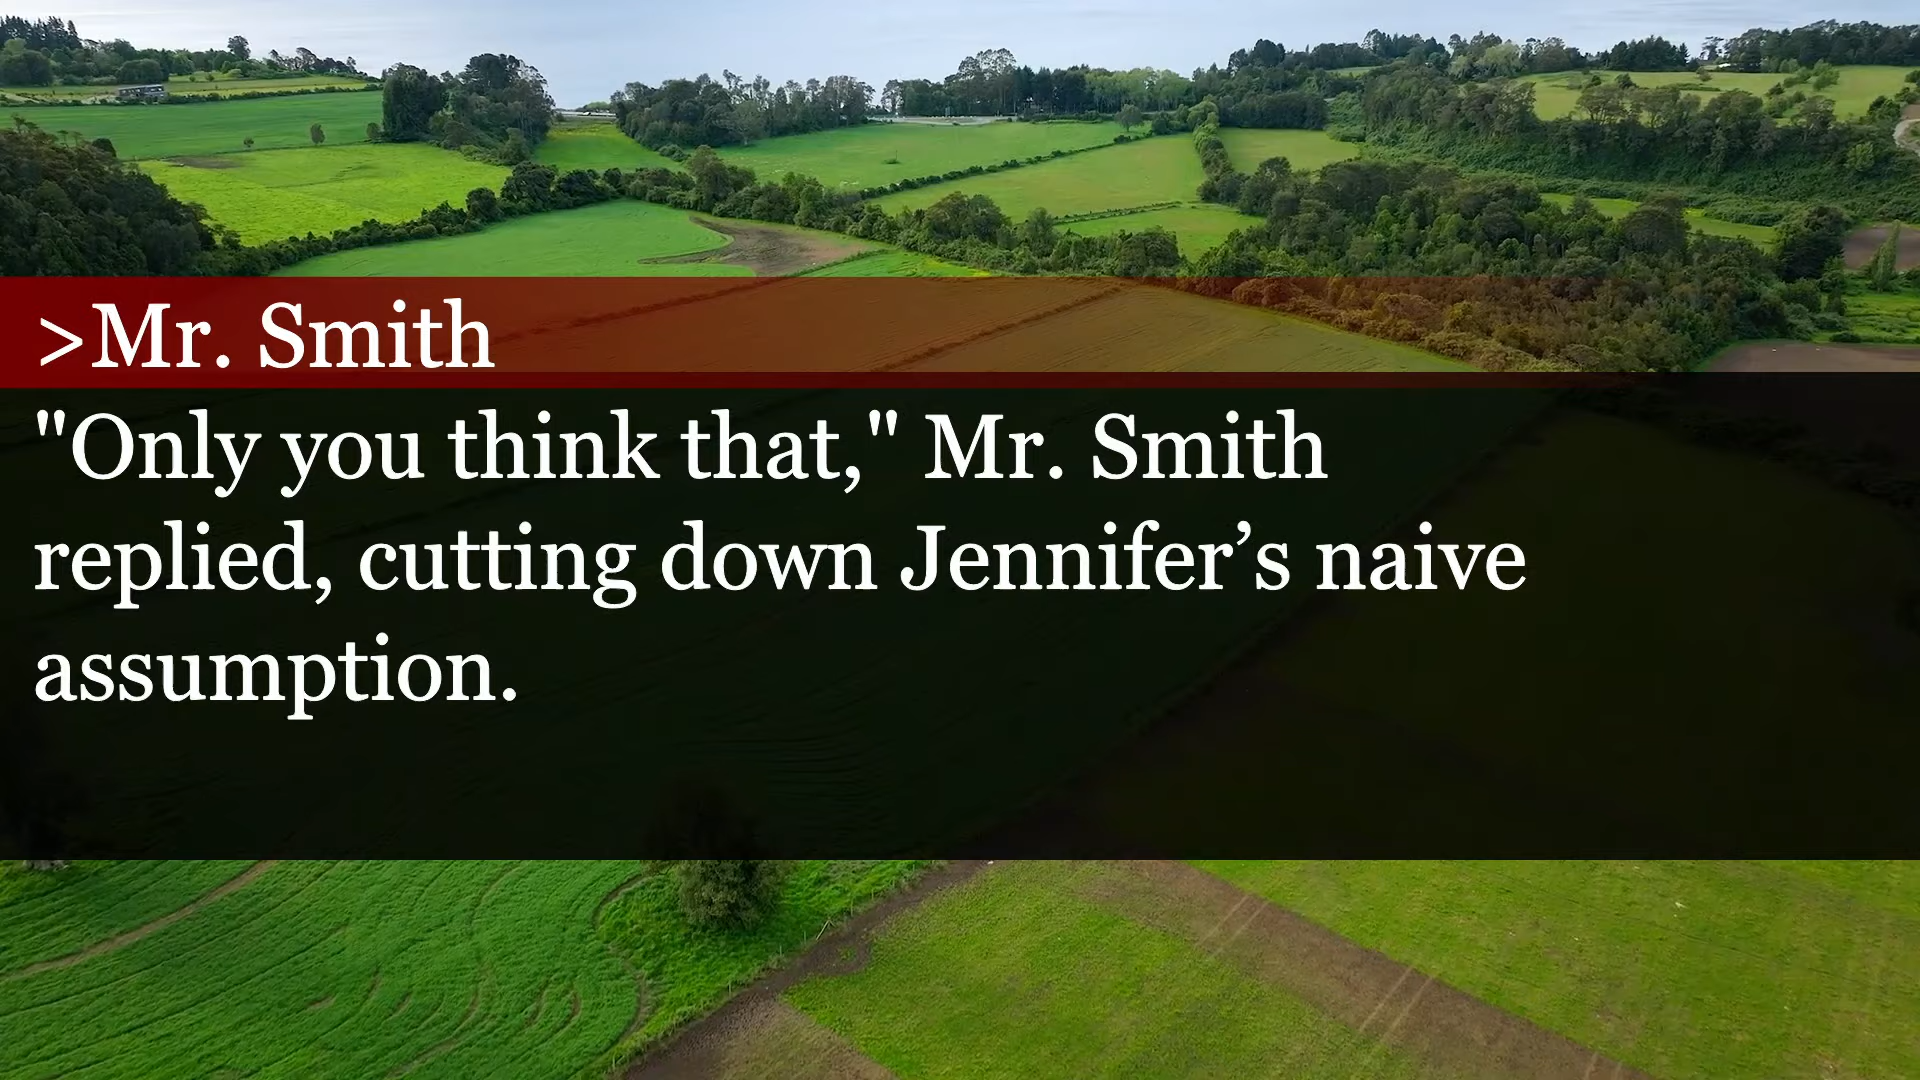 >Mr. Smith
"Only you think that," Mr. Smith
replied, cutting down Jennifer’s naive
assumption.